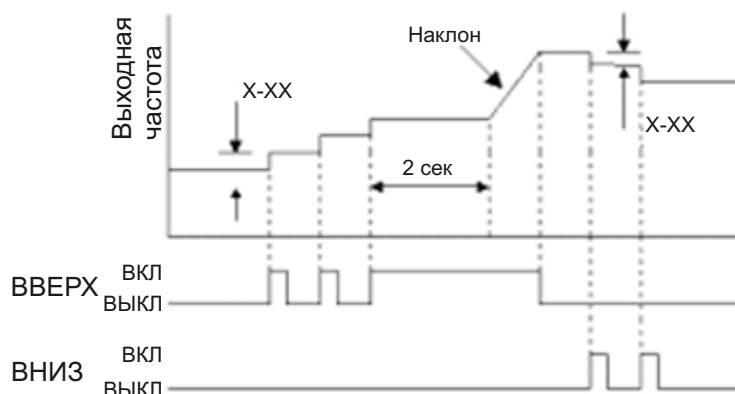 Выходная
частота
X-XX
Наклон
X-XX
2 сек
ВВЕРХ
ВКЛ
ВЫКЛ
ВНИЗ
ВКЛ
ВЫКЛ